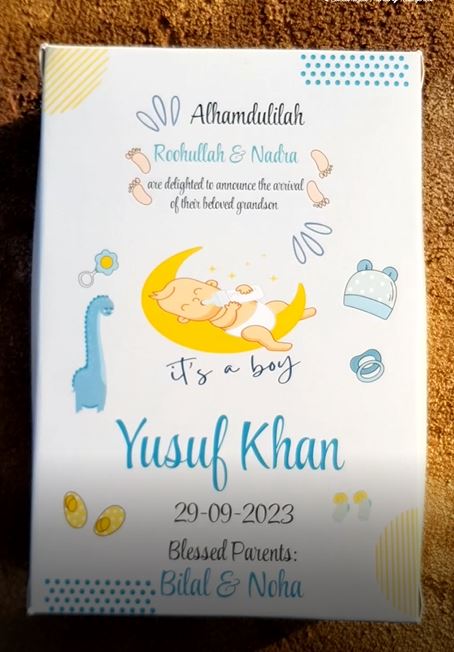 Alhamdulilah
Roohullah & Nadra
are delighted to announce the arrival
of their beloved grandson
it's a boy
Yusuf Khan
29-09-2023
Blessed Parents:
Bilal & Noha